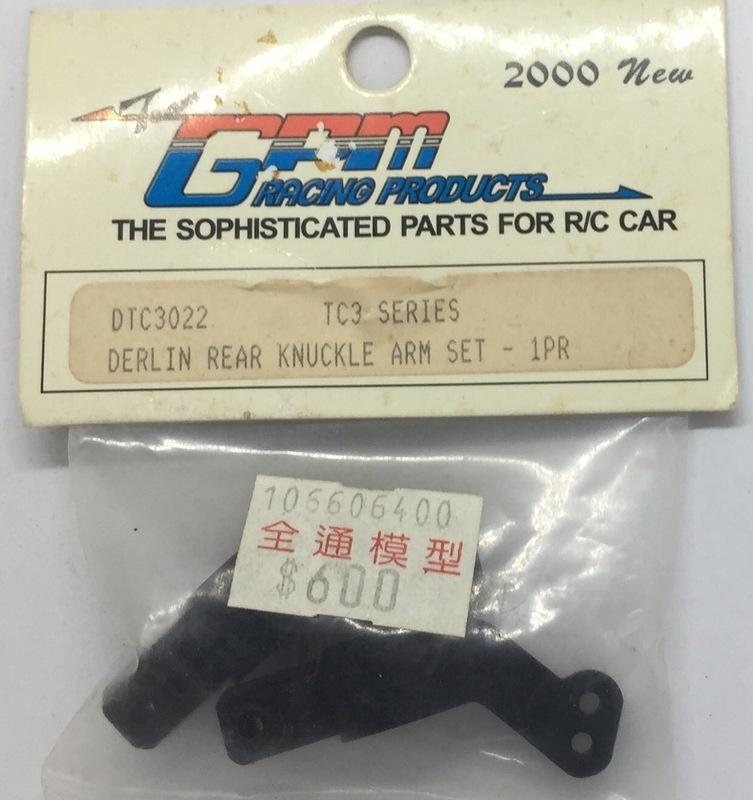 2000 New
Team
GPM
RACING PRODUCTS
THE SOPHISTICATED PARTS FOR R/C CAR
DTC3022 TC3 SERIES
DERLIN REAR KNUCKLE ARM SET - 1PR
106606400
全通模型
$600